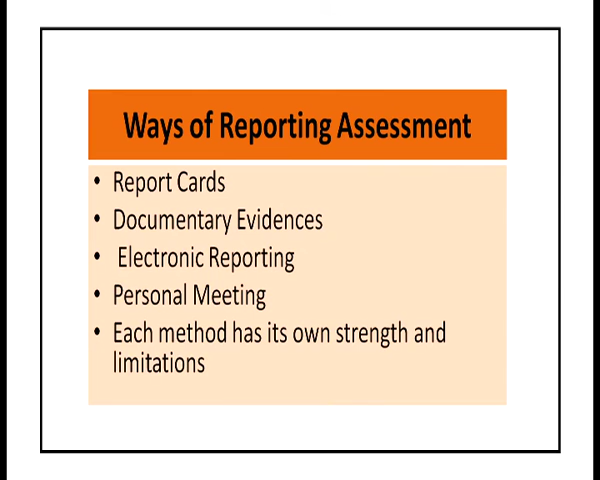 Ways of Reporting Assessment
• Report Cards
• Documentary Evidences
• Electronic Reporting
• Personal Meeting
• Each method has its own strength and
limitations